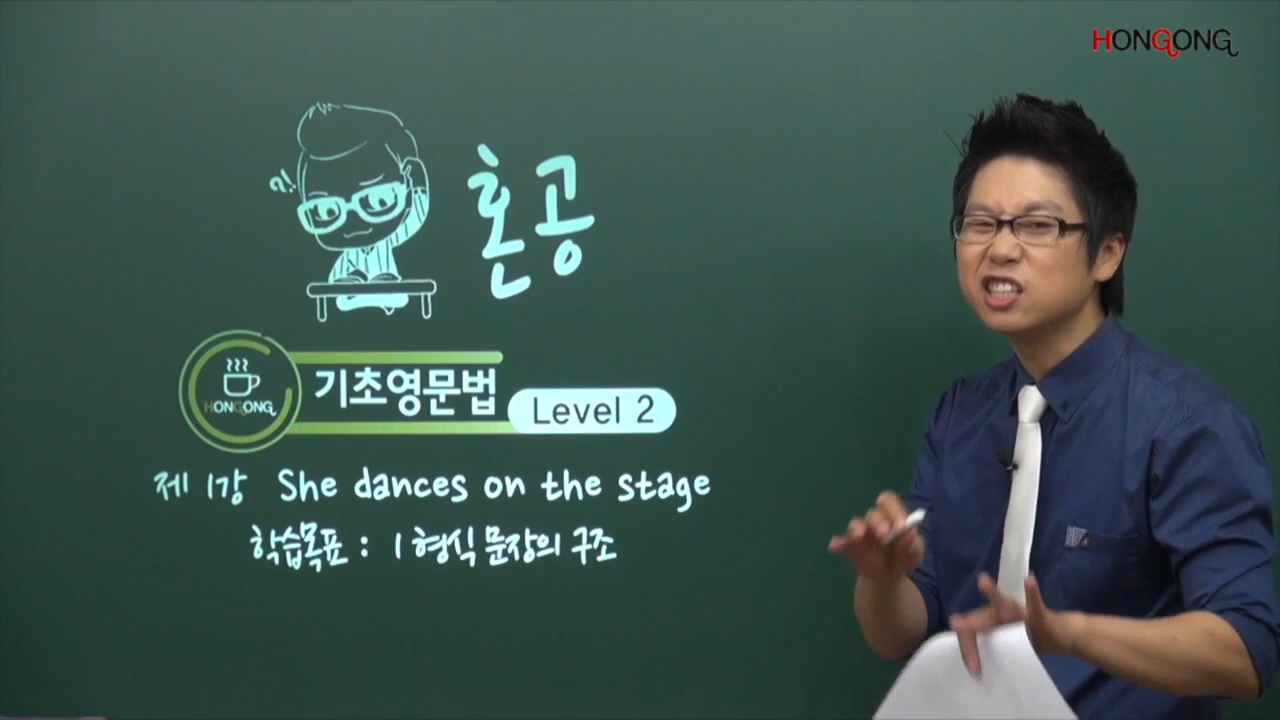 HONGONG
?!
혼공
기초영문법
HONGONG
Level 2
제 1강 She dances on the stage
학습목표 : 1형식 문장의 구조